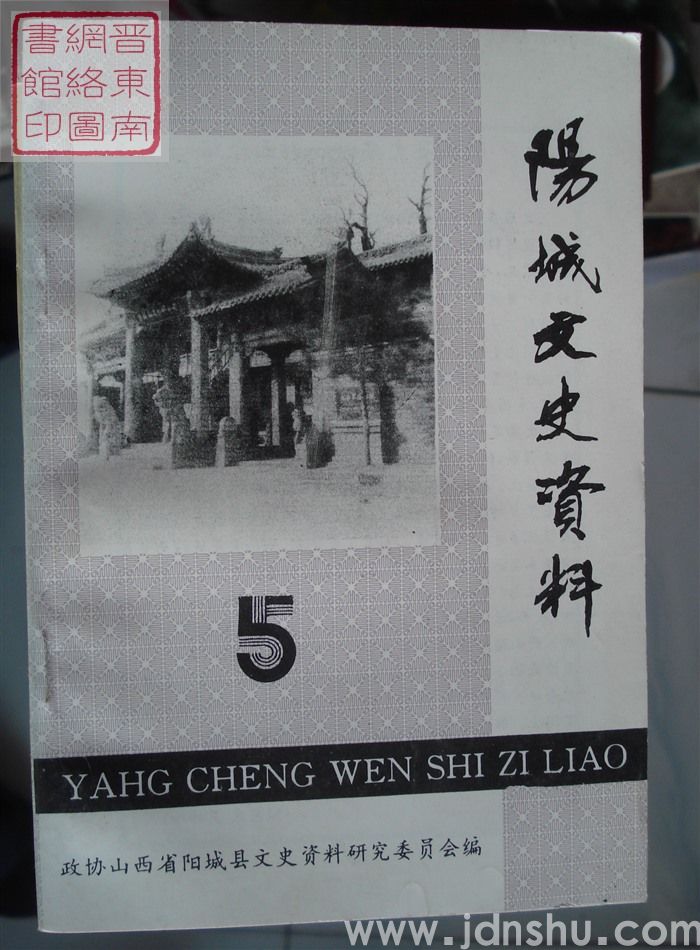 晋東南
網絡圖
書館印
陽城文史資料
5
YAHG CHENG WEN SHI ZI LIAO
政协山西省阳城县文史资料研究委员会编
www.jdnshu.com